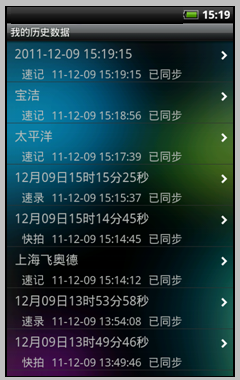 15:19
我的历史数据
2011-12-09 15:19:15
速记 11-12-09 15:19:15 已同步
宝洁
速记 11-12-09 15:18:56 已同步
太平洋
速记 11-12-09 15:17:39 已同步
12月09日15时15分25秒
速录 11-12-09 15:15:37 已同步
12月09日15时14分45秒
快拍 11-12-09 15:14:45 已同步
上海飞奥德
速记 11-12-09 15:14:12 已同步
12月09日13时53分58秒
速录 11-12-09 13:54:08 已同步
12月09日13时49分46秒
快拍 11-12-09 13:49:46 已同步